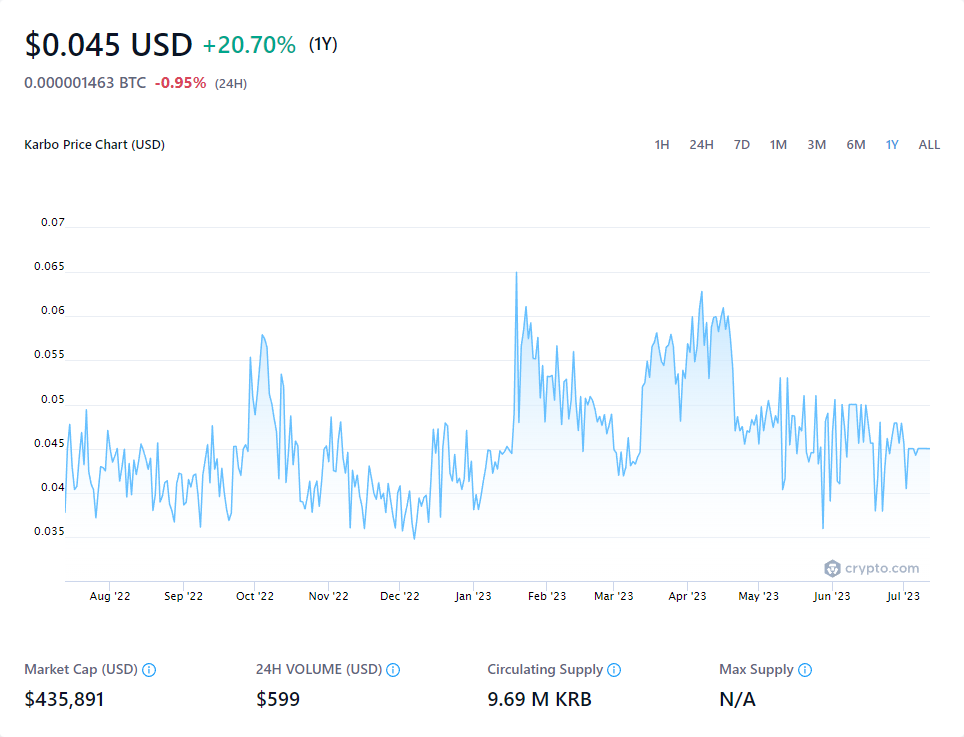 $0.045 USD +20.70% (1Y)
0.000001463 BTC -0.95% (24H)
Karbo Price Chart (USD) 1H 24H 7D 1M 3M 6M 1Y ALL
0.07
0.065
0.06
0.055
0.05
0.045
0.04
0.035
crypto.com
Aug '22 Sep '22 Oct '22 Nov '22 Dec '22 Jan '23 Feb '23 Mar '23 Apr '23 May '23 Jun '23 Jul '23
Market Cap (USD) 24H VOLUME (USD) Circulating Supply Max Supply
$435,891 $599 9.69 M KRB N/A